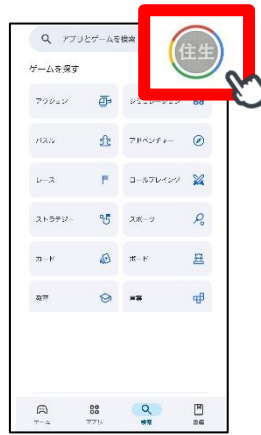 アプリとゲームを検索
住生
ゲームを探す
アクション
シミュレーション
パズル
アドベンチャー
レース
ロールプレイング
ストラテジー
スポーツ
カード
ボード
教育
言葉
ゲーム
アプリ
検索
書籍